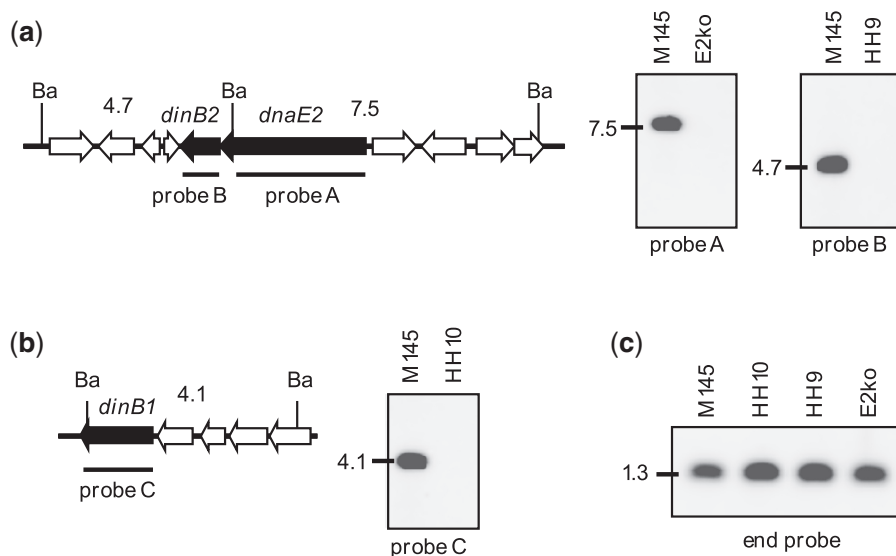 (a)
Ba
4.7
dinB2
Ba
dnaE2
7.5
Ba
probe B
probe A
M145
E2ko
7.5
probe A
M145
HH9
4.7
probe B
(b)
Ba
dinB1
4.1
Ba
probe C
M145
HH10
4.1
probe C
(c)
M145
HH10
HH9
E2ko
1.3
end probe